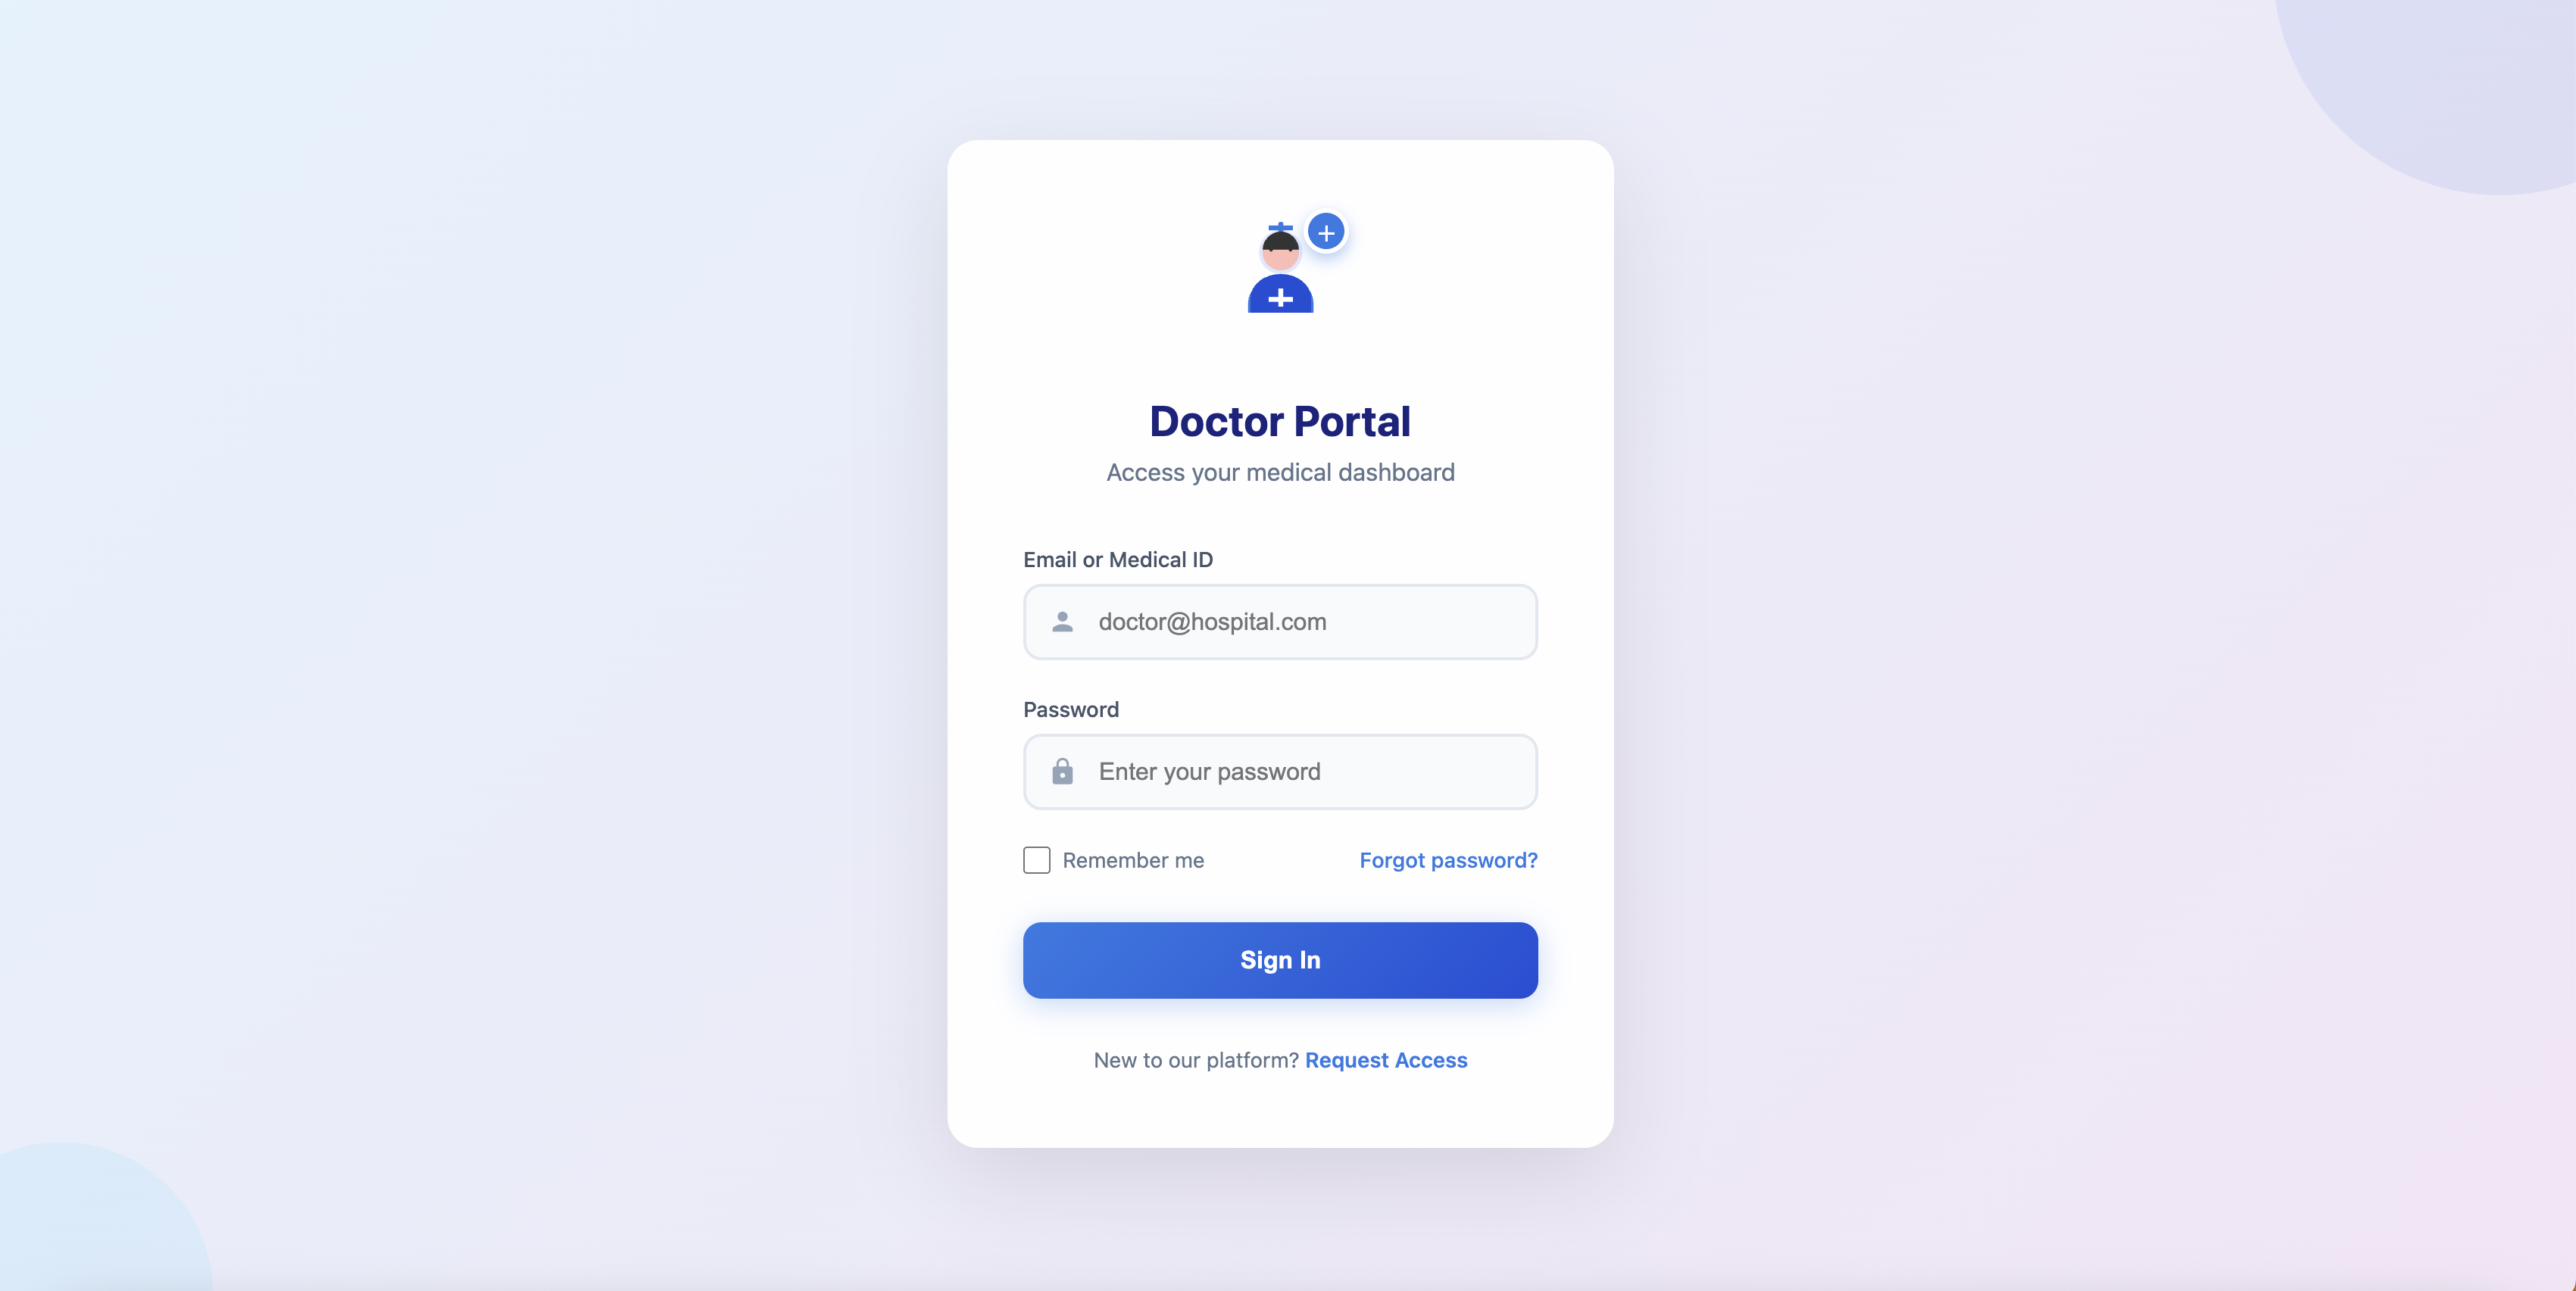 Doctor Portal
Access your medical dashboard
Email or Medical ID
doctor@hospital.com
Password
Enter your password
Remember me
Forgot password?
Sign In
New to our platform? Request Access